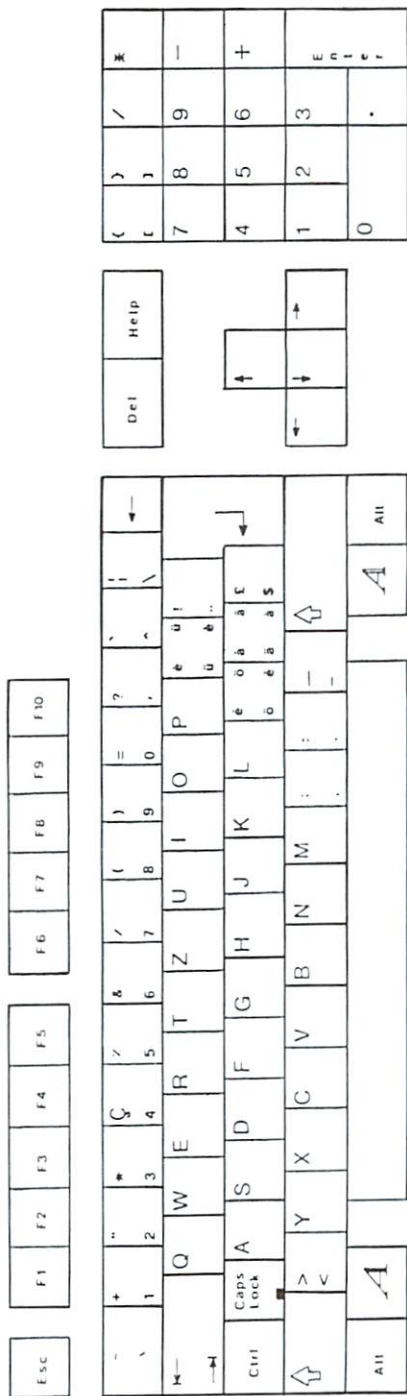 Esc F1 F2 F3 F4 F5 F6 F7 F8 F9 F10
+ " * Ç % & / ( ) = ? ` ¦ ←
1 2 3 4 5 6 7 8 9 0 ' ^ \
Q W E R T Z U I O P è ü !
ü è ¨
Ctrl Caps Lock A S D F G H J K L é ö à ä £
ö é ä à $
⇧ > Y X C V B N M ; : — ⇧
< , . -
Alt A A Alt
Del Help
↑
← ↓ →
{ } / *
[ ]
7 8 9 —
4 5 6 +
1 2 3 Enter
0 .